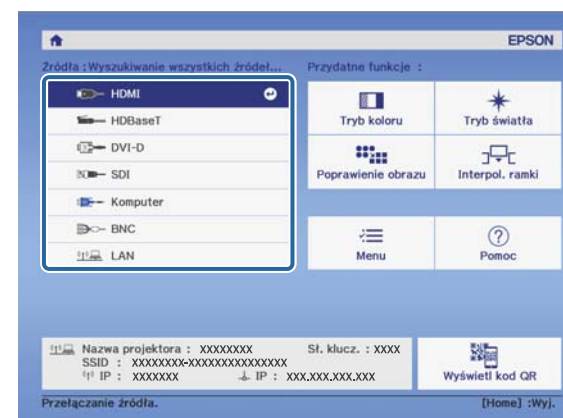 EPSON
Źródła : Wyszukiwanie wszystkich źródeł...
Przydatne funkcje :
HDMI
HDBaseT
DVI-D
SDI
Komputer
BNC
LAN
Tryb koloru
Tryb światła
Poprawienie obrazu
Interpol. ramki
Menu
Pomoc
Nazwa projektora : XXXXXXXX Sł. klucz. : XXXX
SSID : XXXXXXXX-XXXXXXXXXXXXXXX
IP : XXXXXXX IP : XXX.XXX.XXX.XXX
Wyświetl kod QR
Przełączanie źródła. [Home] :Wyj.